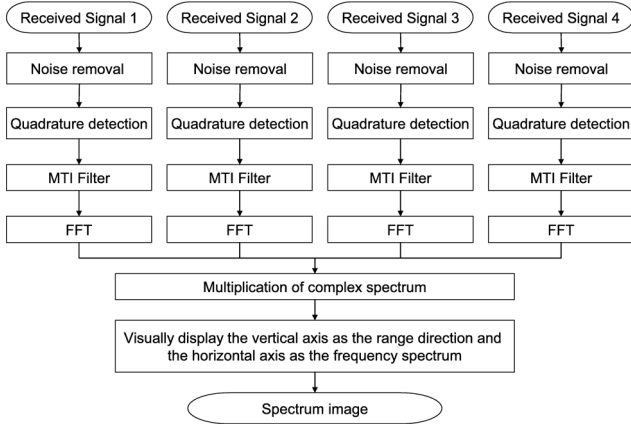 Received Signal 1
Received Signal 2
Received Signal 3
Received Signal 4
Noise removal
Noise removal
Noise removal
Noise removal
Quadrature detection
Quadrature detection
Quadrature detection
Quadrature detection
MTI Filter
MTI Filter
MTI Filter
MTI Filter
FFT
FFT
FFT
FFT
Multiplication of complex spectrum
Visually display the vertical axis as the range direction and
the horizontal axis as the frequency spectrum
Spectrum image